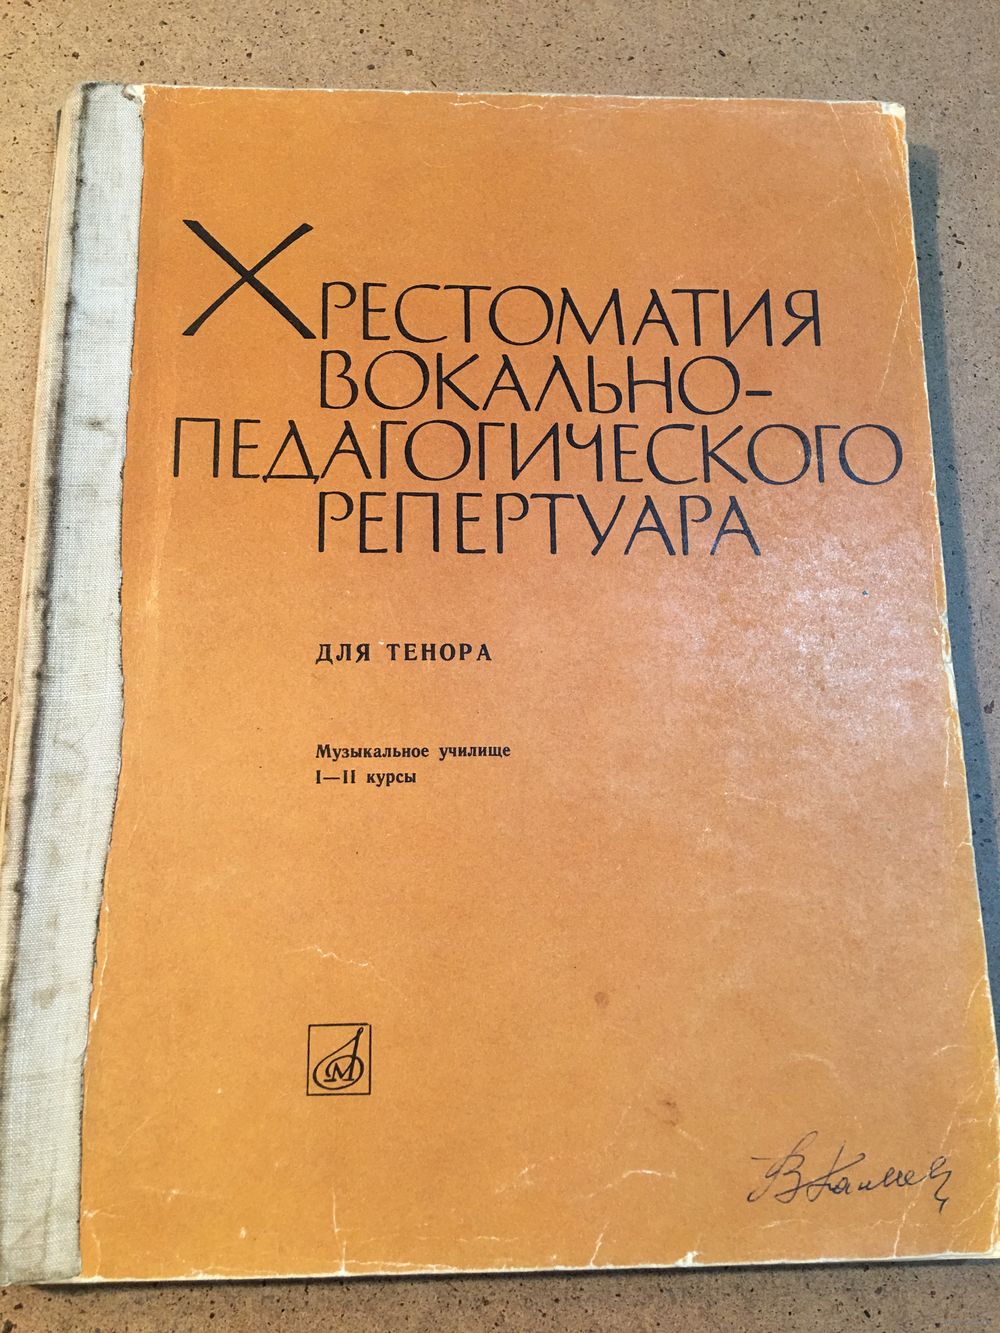 ХРЕСТОМАТИЯ
ВОКАЛЬНО-
ПЕДАГОГИЧЕСКОГО
РЕПЕРТУАРА
ДЛЯ ТЕНОРА
Музыкальное училище
I—II курсы
М